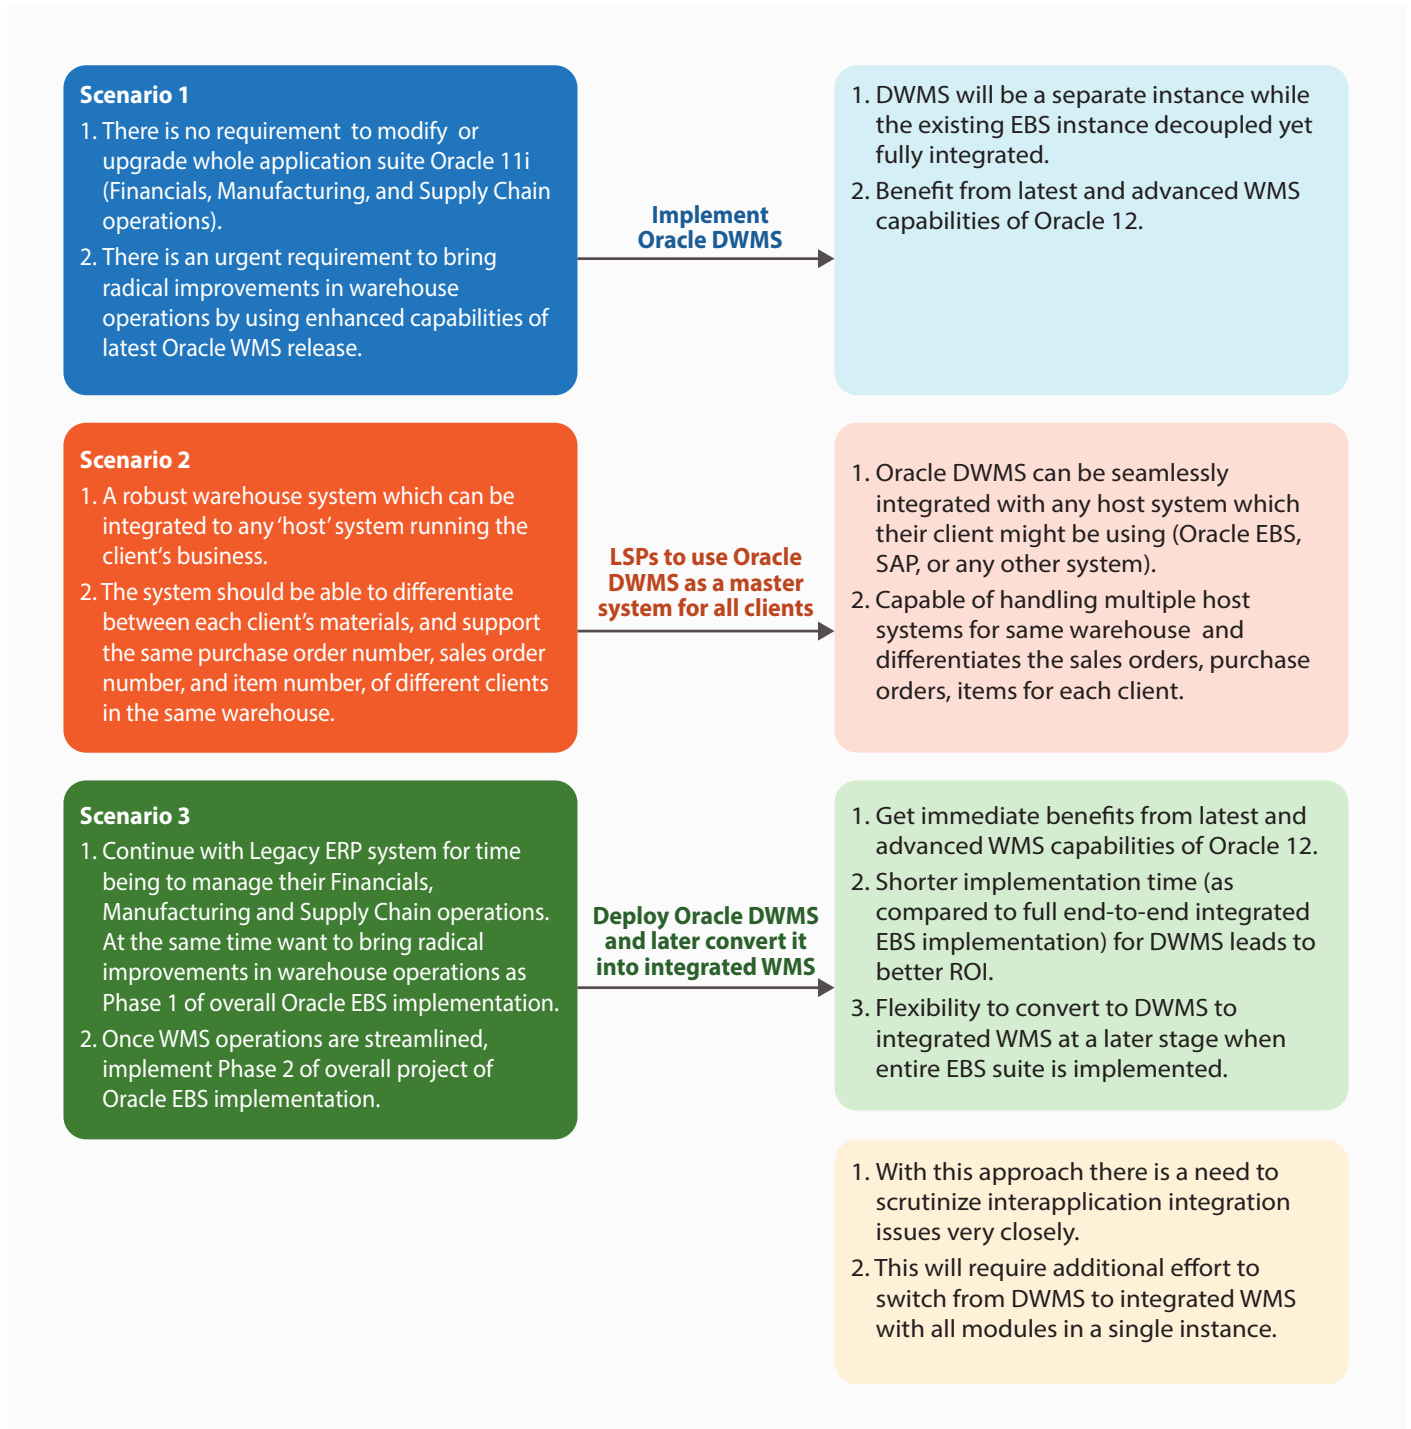 Scenario 1
1. There is no requirement to modify or
upgrade whole application suite Oracle 11i
(Financials, Manufacturing, and Supply Chain
operations).
2. There is an urgent requirement to bring
radical improvements in warehouse
operations by using enhanced capabilities of
latest Oracle WMS release.
Implement
Oracle DWMS
1. DWMS will be a separate instance while
the existing EBS instance decoupled yet
fully integrated.
2. Benefit from latest and advanced WMS
capabilities of Oracle 12.
Scenario 2
1. A robust warehouse system which can be
integrated to any ‘host’ system running the
client‘s business.
2. The system should be able to differentiate
between each client’s materials, and support
the same purchase order number, sales order
number, and item number, of different clients
in the same warehouse.
LSPs to use Oracle
DWMS as a master
system for all clients
1. Oracle DWMS can be seamlessly
integrated with any host system which
their client might be using (Oracle EBS,
SAP, or any other system).
2. Capable of handling multiple host
systems for same warehouse and
differentiates the sales orders, purchase
orders, items for each client.
Scenario 3
1. Continue with Legacy ERP system for time
being to manage their Financials,
Manufacturing and Supply Chain operations.
At the same time want to bring radical
improvements in warehouse operations as
Phase 1 of overall Oracle EBS implementation.
2. Once WMS operations are streamlined,
implement Phase 2 of overall project of
Oracle EBS implementation.
Deploy Oracle DWMS
and later convert it
into integrated WMS
1. Get immediate benefits from latest and
advanced WMS capabilities of Oracle 12.
2. Shorter implementation time (as
compared to full end-to-end integrated
EBS implementation) for DWMS leads to
better ROI.
3. Flexibility to convert to DWMS to
integrated WMS at a later stage when
entire EBS suite is implemented.
1. With this approach there is a need to
scrutinize interapplication integration
issues very closely.
2. This will require additional effort to
switch from DWMS to integrated WMS
with all modules in a single instance.